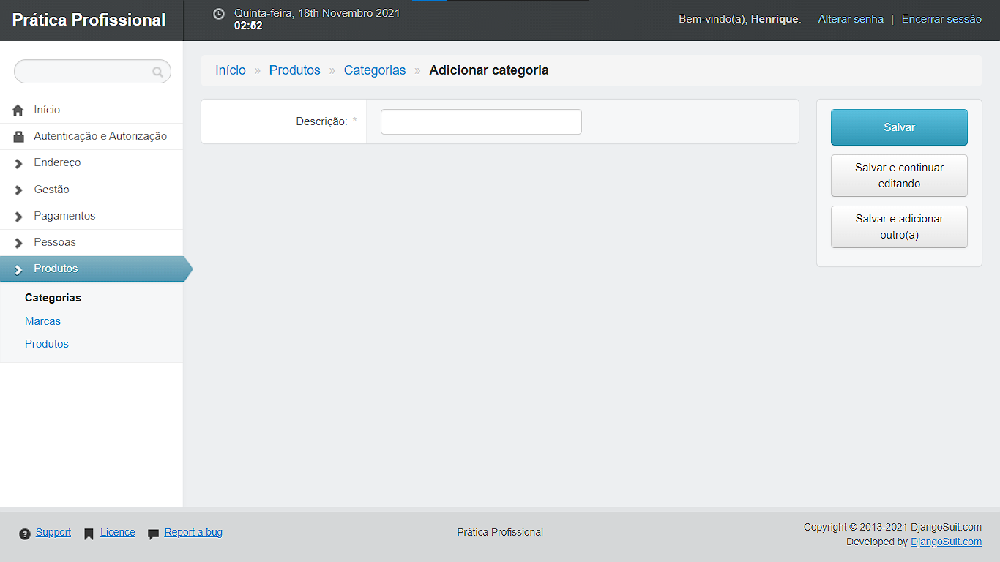 Prática Profissional
Quinta-feira, 18th Novembro 2021
02:52
Bem-vindo(a), Henrique. Alterar senha | Encerrar sessão
Início
Autenticação e Autorização
Endereço
Gestão
Pagamentos
Pessoas
Produtos
Categorias
Marcas
Produtos
Início » Produtos » Categorias » Adicionar categoria
Descrição: *
Salvar
Salvar e continuar
editando
Salvar e adicionar
outro(a)
Support Licence Report a bug
Prática Profissional
Copyright © 2013-2021 DjangoSuit.com
Developed by DjangoSuit.com